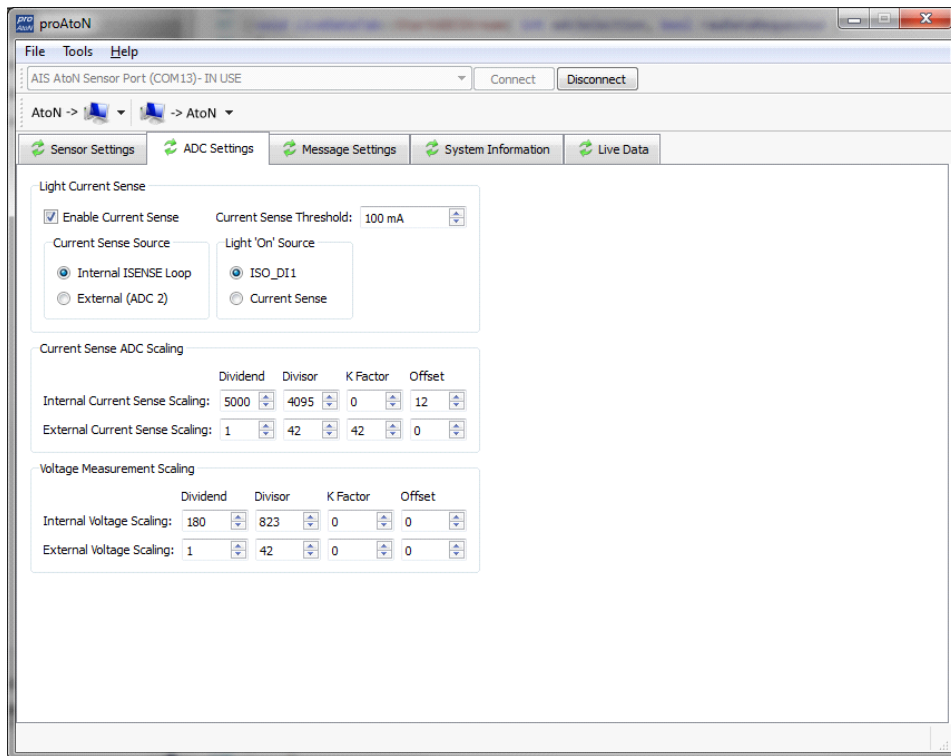 pro AtoN proAtoN
File Tools Help
AIS AtoN Sensor Port (COM13)- IN USE Connect Disconnect
AtoN -> -> AtoN
Sensor Settings ADC Settings Message Settings System Information Live Data
Light Current Sense
Enable Current Sense Current Sense Threshold: 100 mA
Current Sense Source Light 'On' Source
Internal ISENSE Loop ISO_DI1
External (ADC 2) Current Sense
Current Sense ADC Scaling
Dividend Divisor K Factor Offset
Internal Current Sense Scaling: 5000 4095 0 12
External Current Sense Scaling: 1 42 42 0
Voltage Measurement Scaling
Dividend Divisor K Factor Offset
Internal Voltage Scaling: 180 823 0 0
External Voltage Scaling: 1 42 0 0